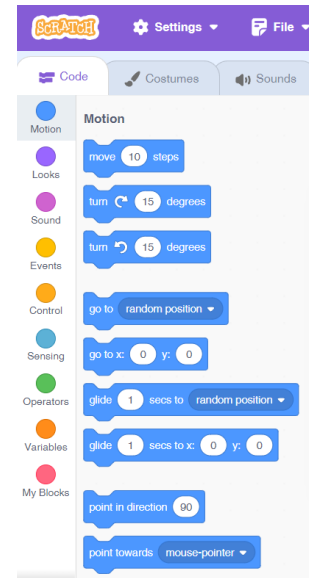 SCRATCH Settings File
Code Costumes Sounds
Motion
Looks
Sound
Events
Control
Sensing
Operators
Variables
My Blocks
Motion
move 10 steps
turn 15 degrees
turn 15 degrees
go to random position
go to x: 0 y: 0
glide 1 secs to random position
glide 1 secs to x: 0 y: 0
point in direction 90
point towards mouse-pointer